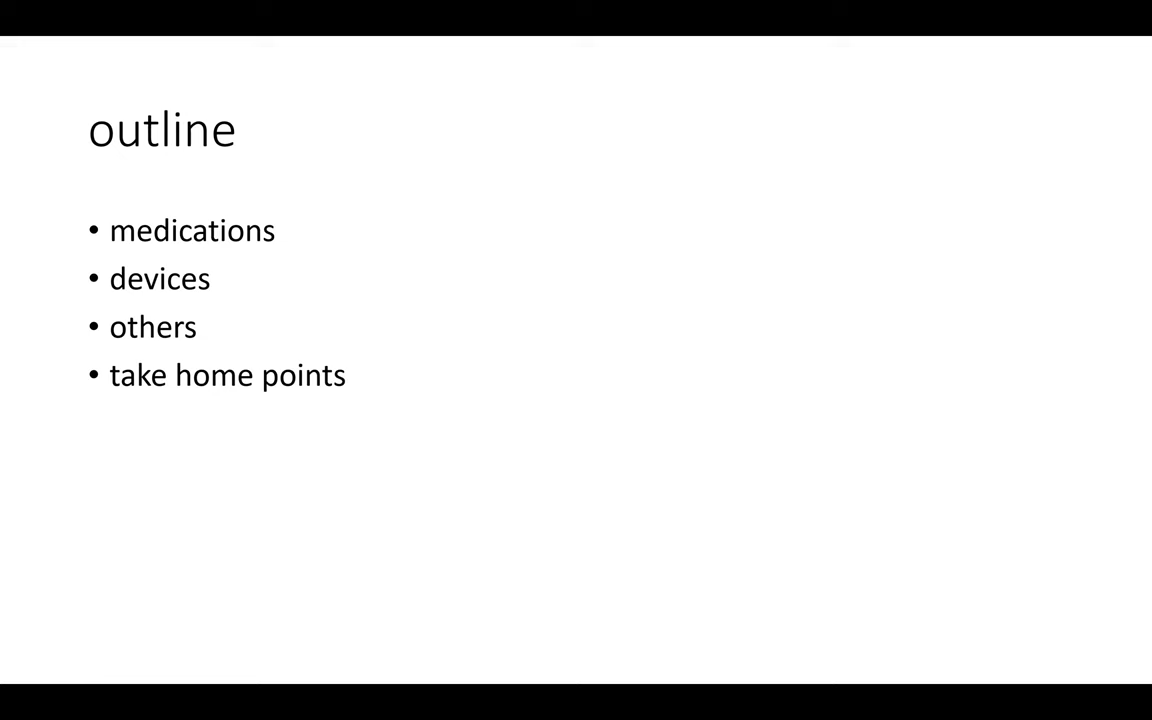 outline
• medications
• devices
• others
• take home points